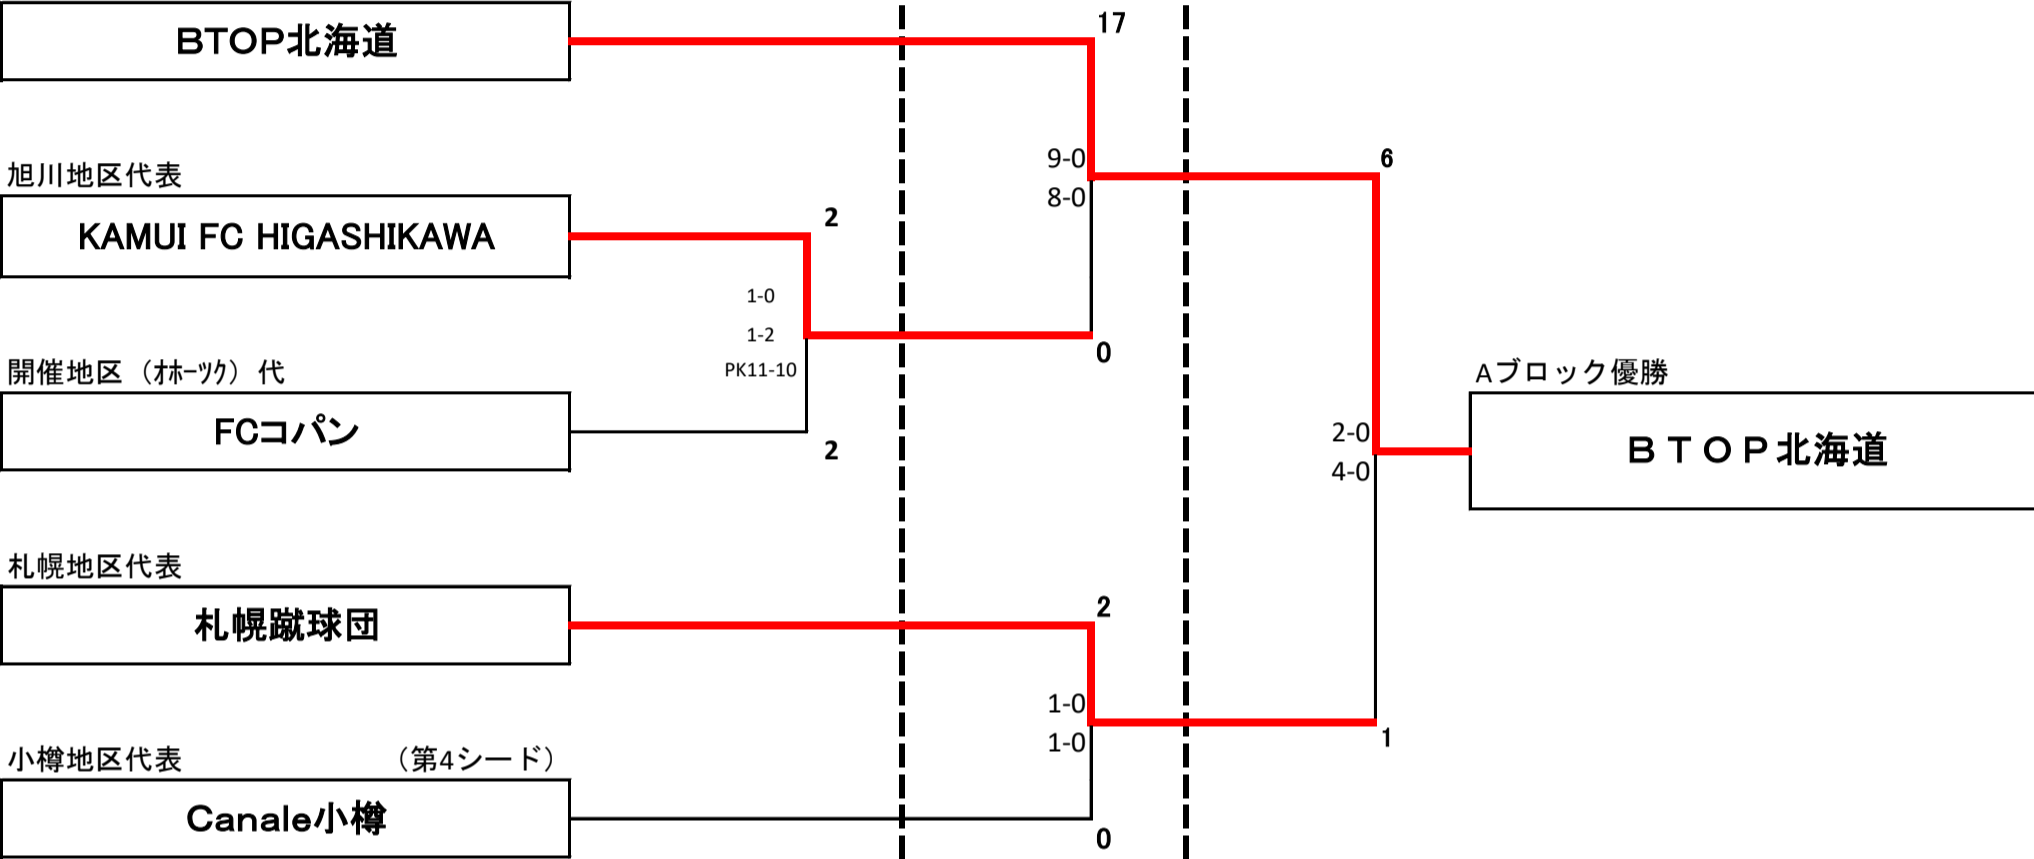 17
BTOP北海道
9-0
6
旭川地区代表
8-0
2
KAMUI FC HIGASHIKAWA
1-0
1-2
0
開催地区（ｵﾎｰﾂｸ）代
PK11-10
Aブロック優勝
FCコパン
2-0
2
ＢＴＯＰ北海道
4-0
札幌地区代表
2
札幌蹴球団
1-0
1-0
1
小樽地区代表　（第4シード）
Canale小樽
0